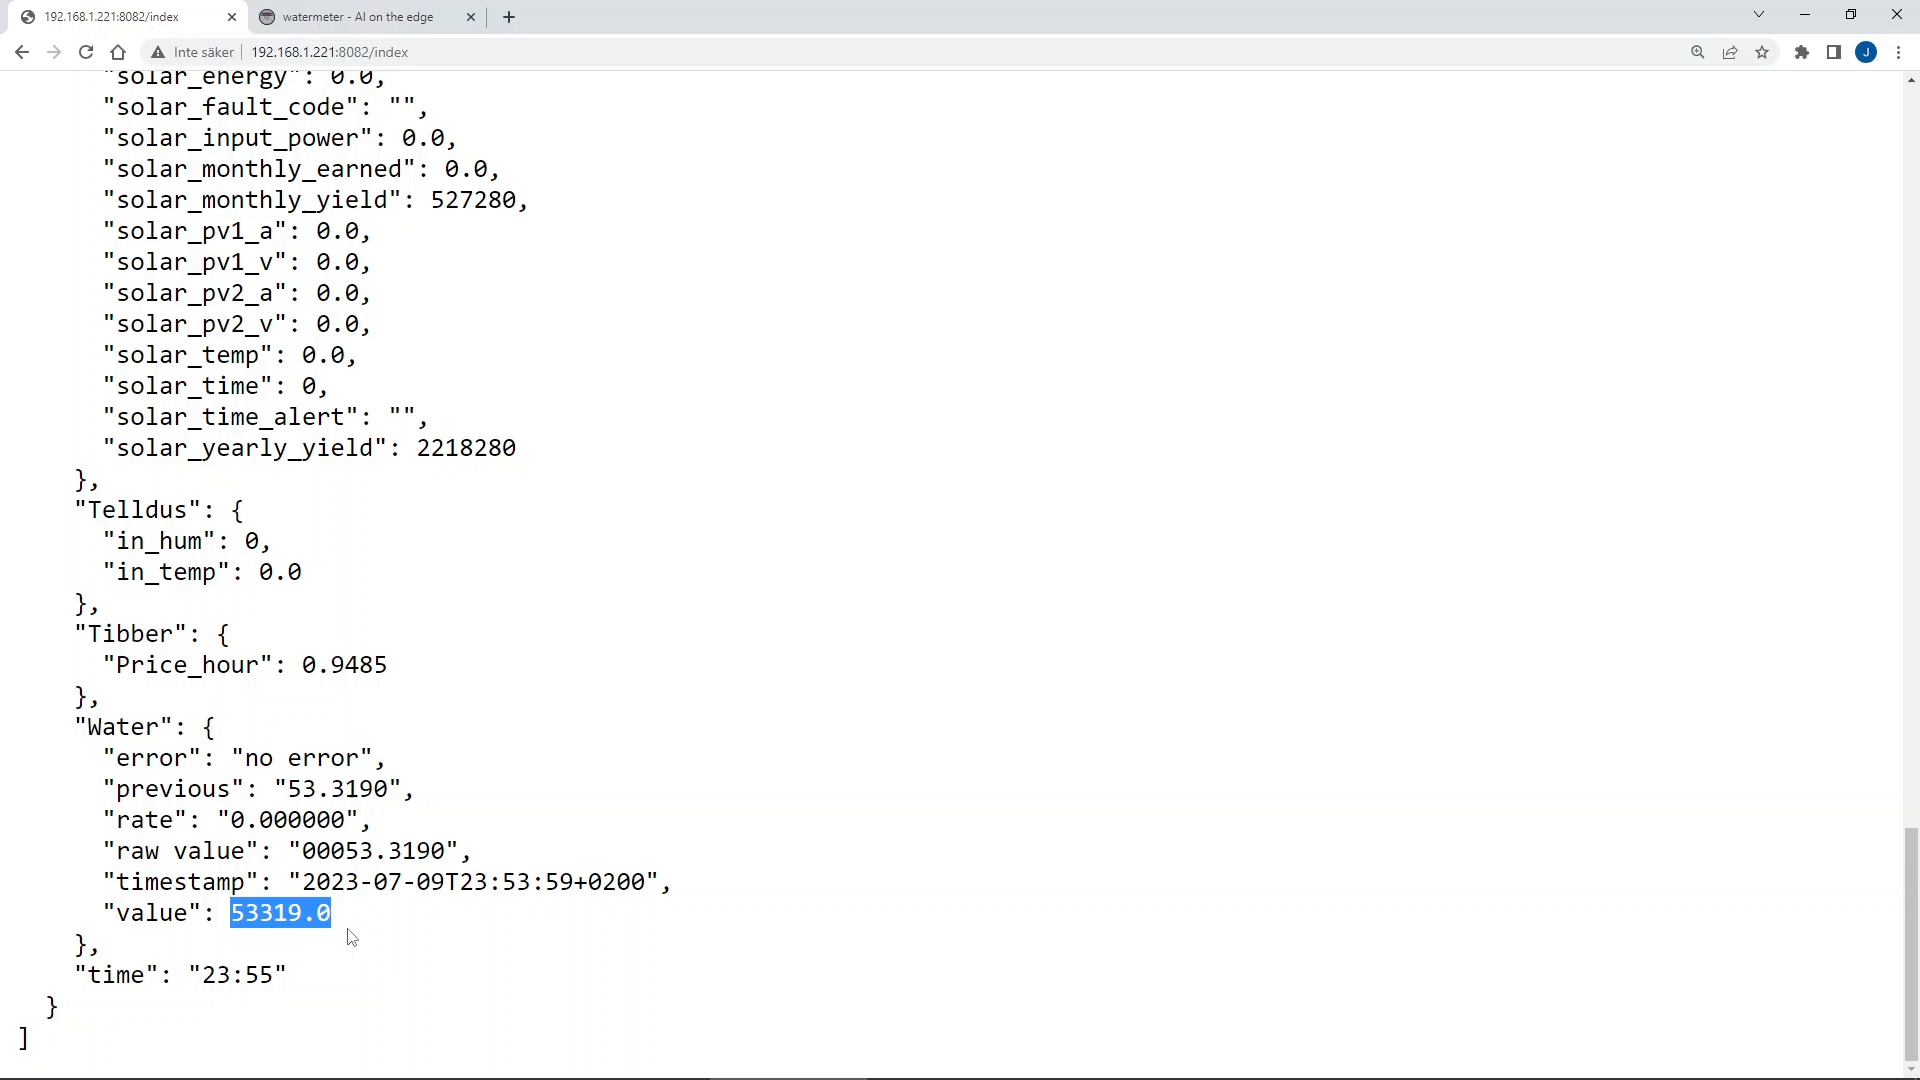 192.168.1.221:8082/index
watermeter - AI on the edge
Inte säker
192.168.1.221:8082/index
J
"solar_energy": 0.0,
"solar_fault_code": "",
"solar_input_power": 0.0,
"solar_monthly_earned": 0.0,
"solar_monthly_yield": 527280,
"solar_pv1_a": 0.0,
"solar_pv1_v": 0.0,
"solar_pv2_a": 0.0,
"solar_pv2_v": 0.0,
"solar_temp": 0.0,
"solar_time": 0,
"solar_time_alert": "",
"solar_yearly_yield": 2218280
},
"Telldus": {
"in_hum": 0,
"in_temp": 0.0
},
"Tibber": {
"Price_hour": 0.9485
},
"Water": {
"error": "no error",
"previous": "53.3190",
"rate": "0.000000",
"raw value": "00053.3190",
"timestamp": "2023-07-09T23:53:59+0200",
"value": 53319.0
},
"time": "23:55"
}
]